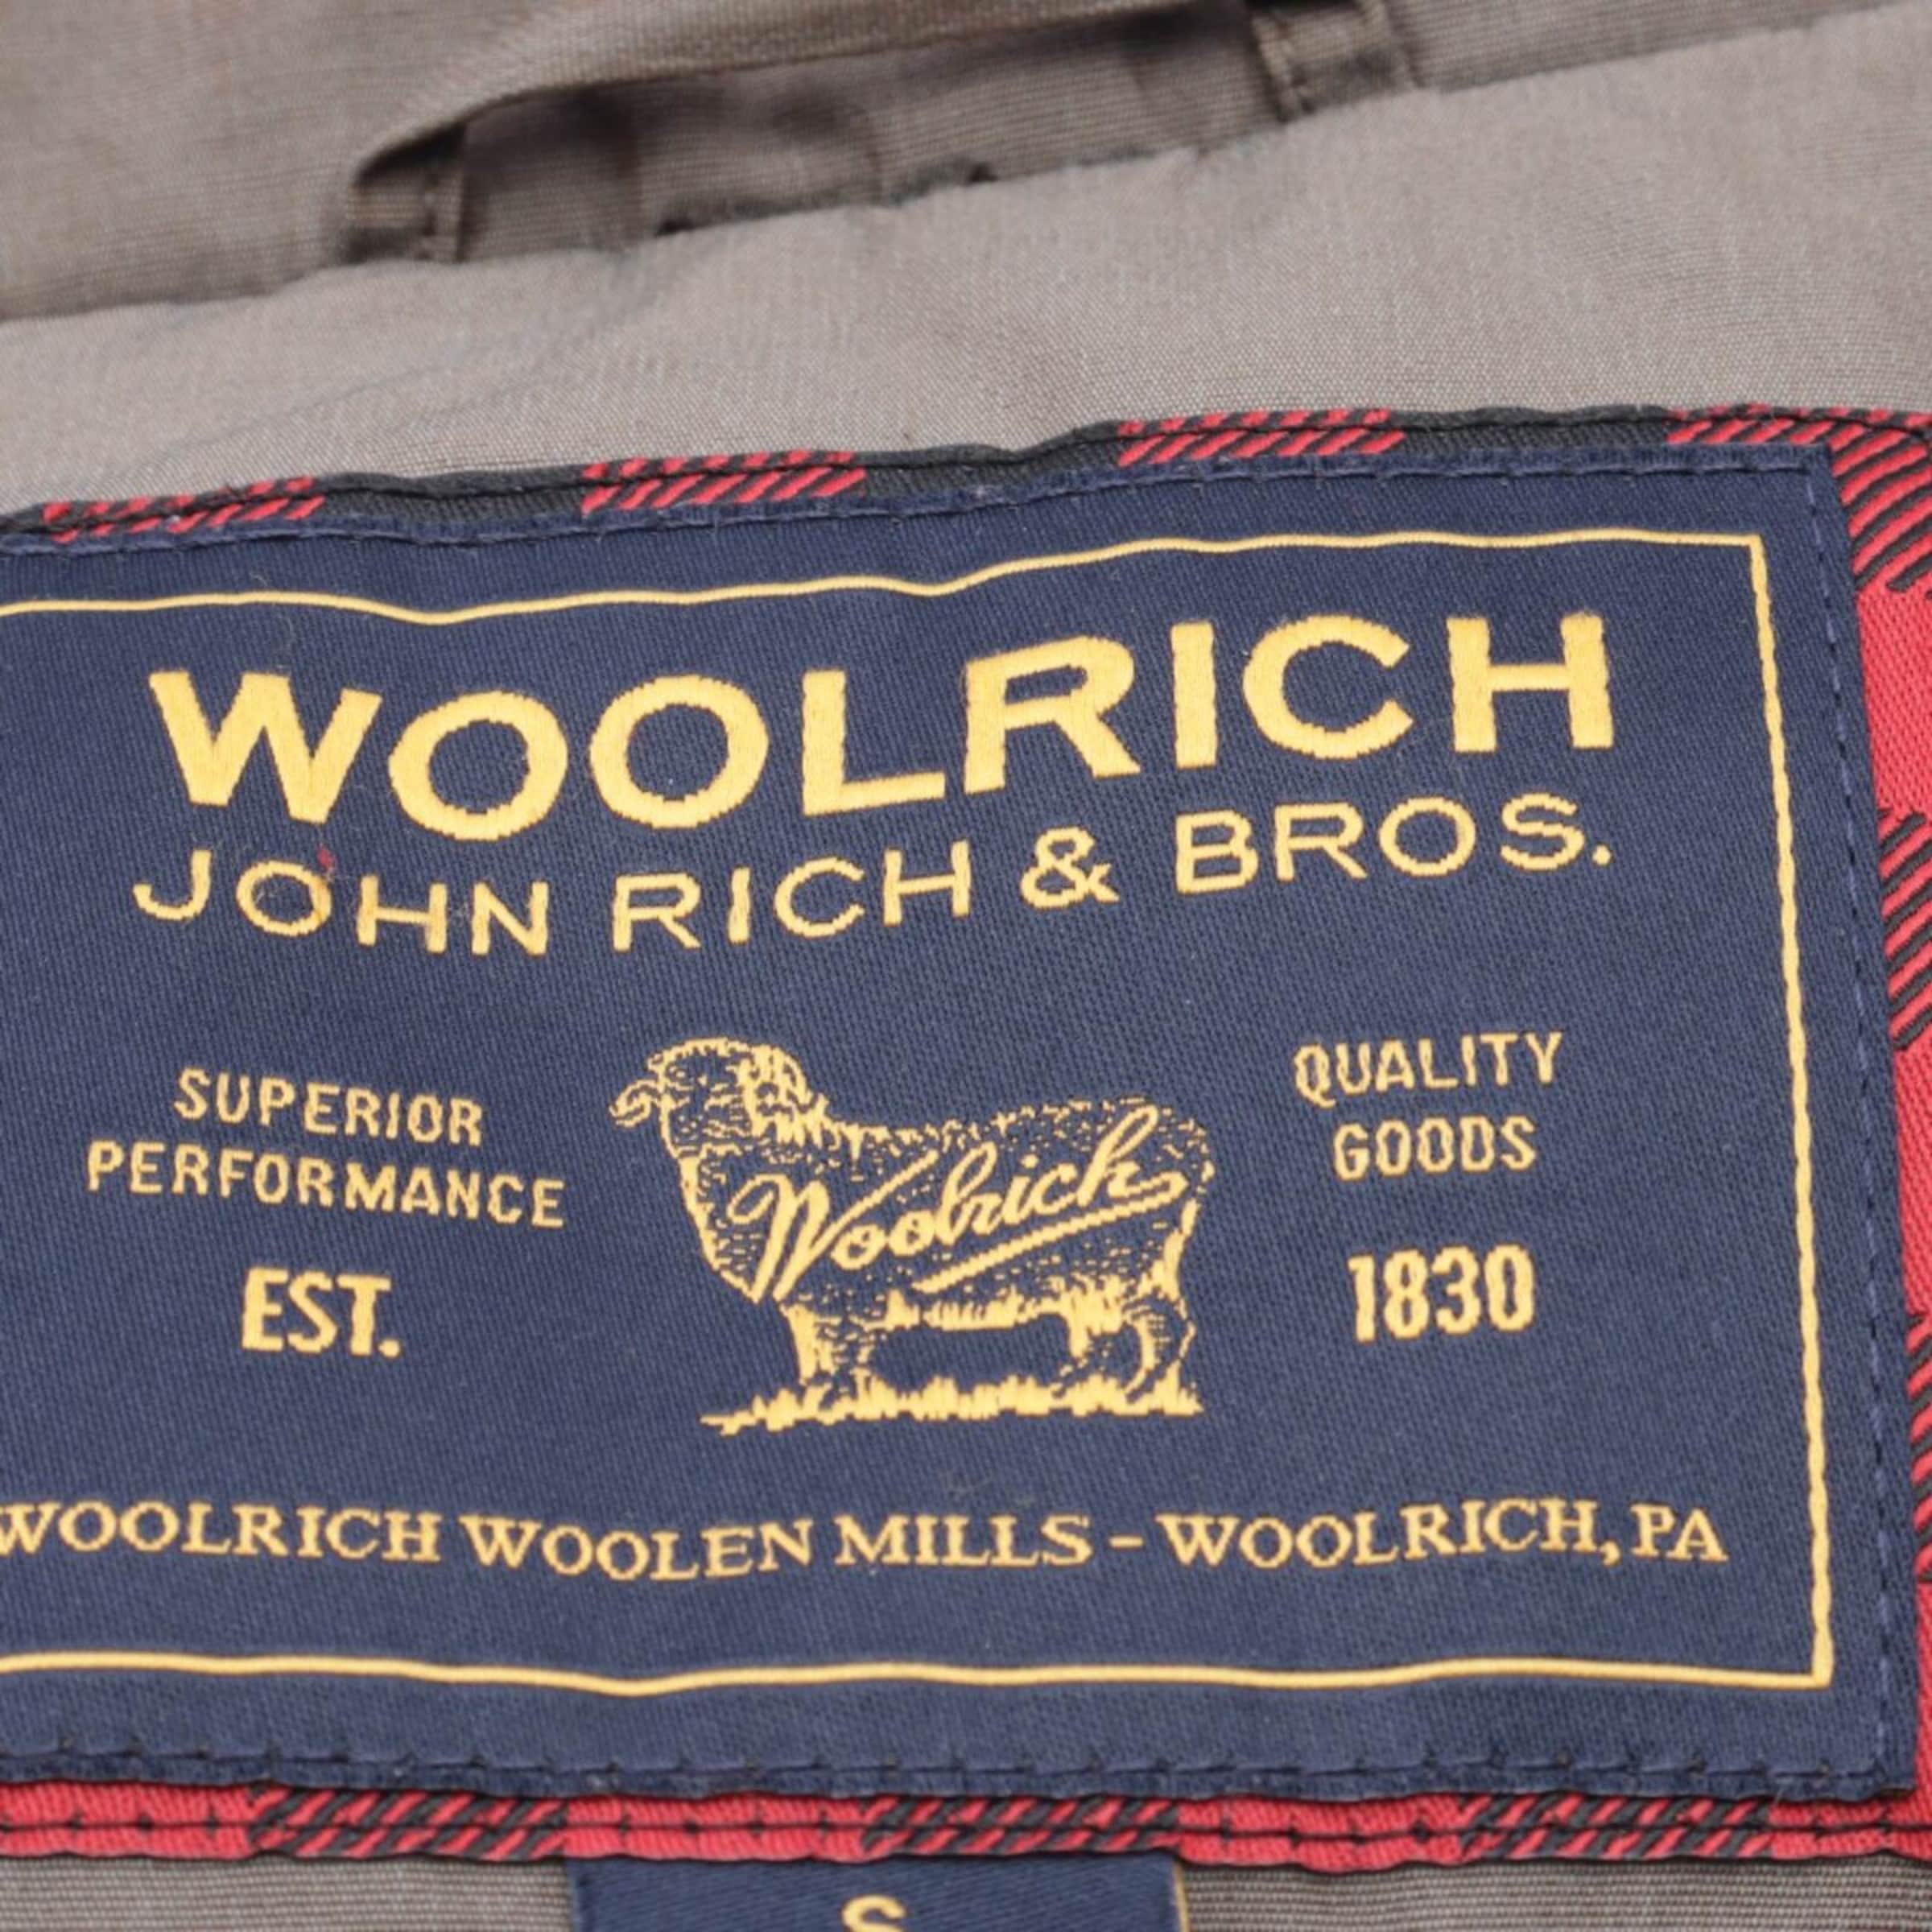 WOOLRICH
JOHN RICH & BROS.
SUPERIOR
PERFORMANCE
EST.
Woolrich
QUALITY
GOODS
1830
WOOLRICH WOOLEN MILLS - WOOLRICH, PA
S